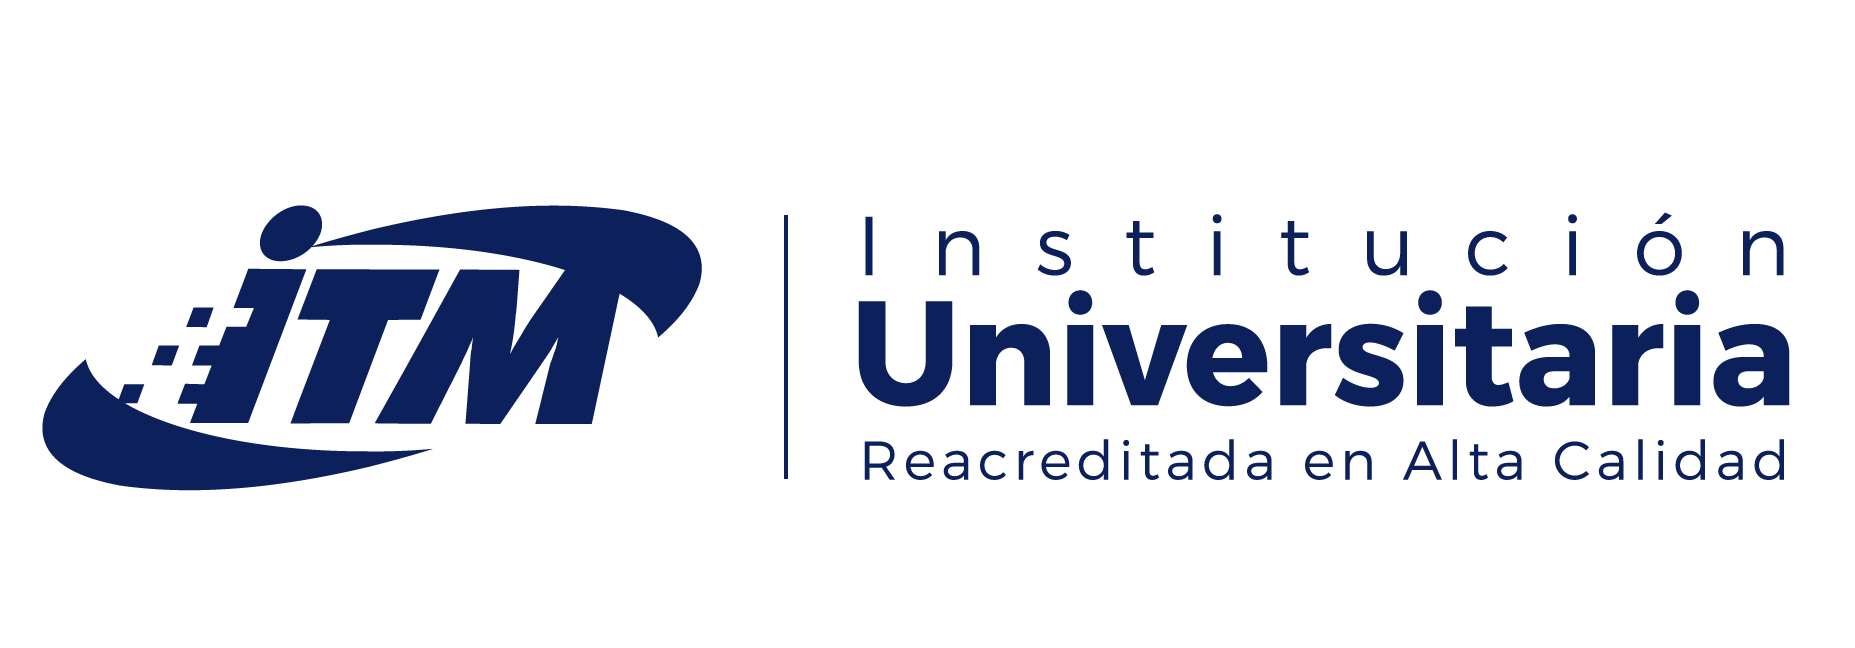 iTM
Institución
Universitaria
Reacreditada en Alta Calidad